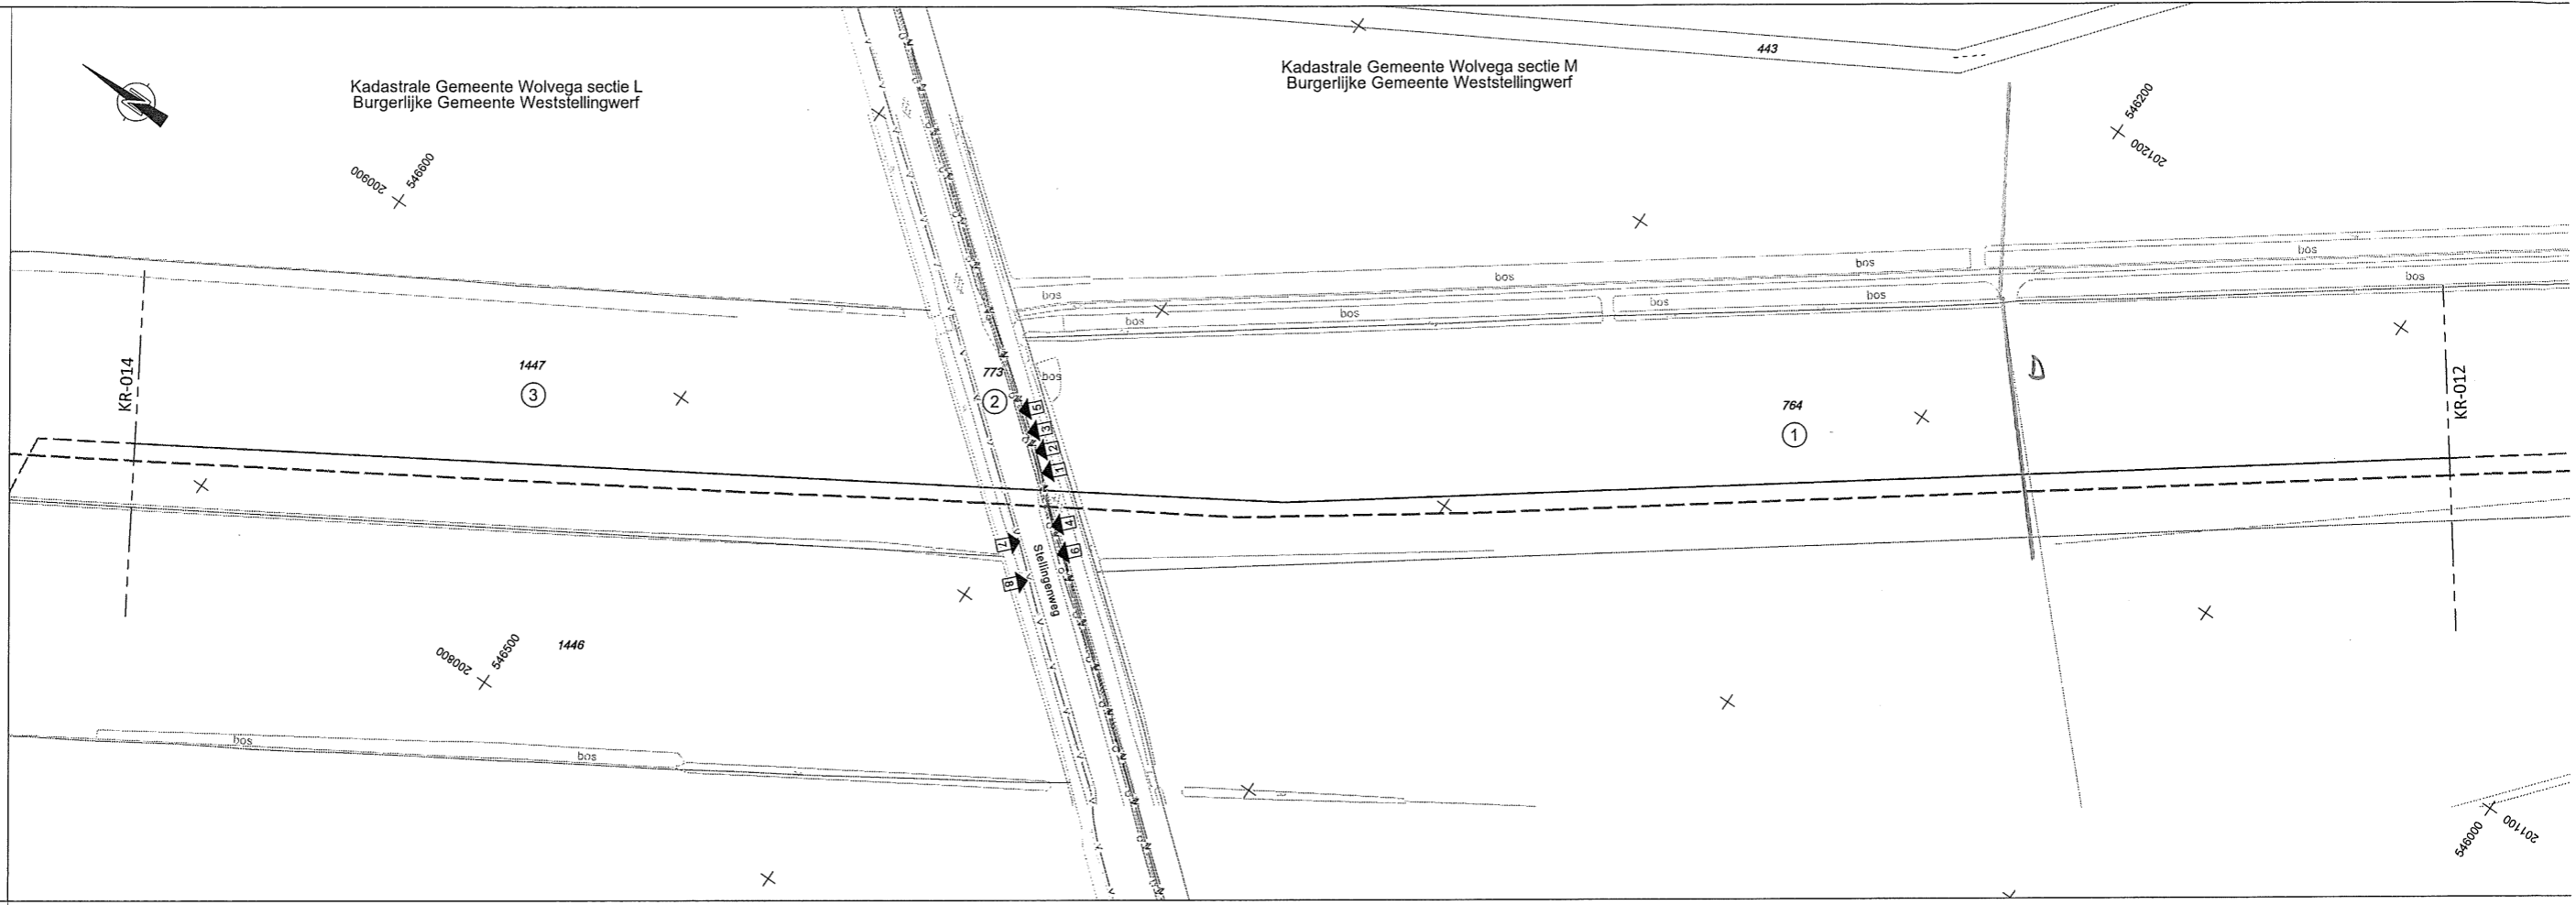 Kadastrale Gemeente Wolvega sectie L
Burgerlijke Gemeente Weststellingwerf
Kadastrale Gemeente Wolvega sectie M
Burgerlijke Gemeente Weststellingwerf
443
546200
201200
200900
546600
bos
bos
bos
bos
bos
bos
bos
bos
bos
bos
bos
KR-014
1447
3
773
2
5
3
2
1
4
6
7
8
Stellingenweg
764
1
D
KR-012
200800
546500
1446
bos
bos
546000
201100